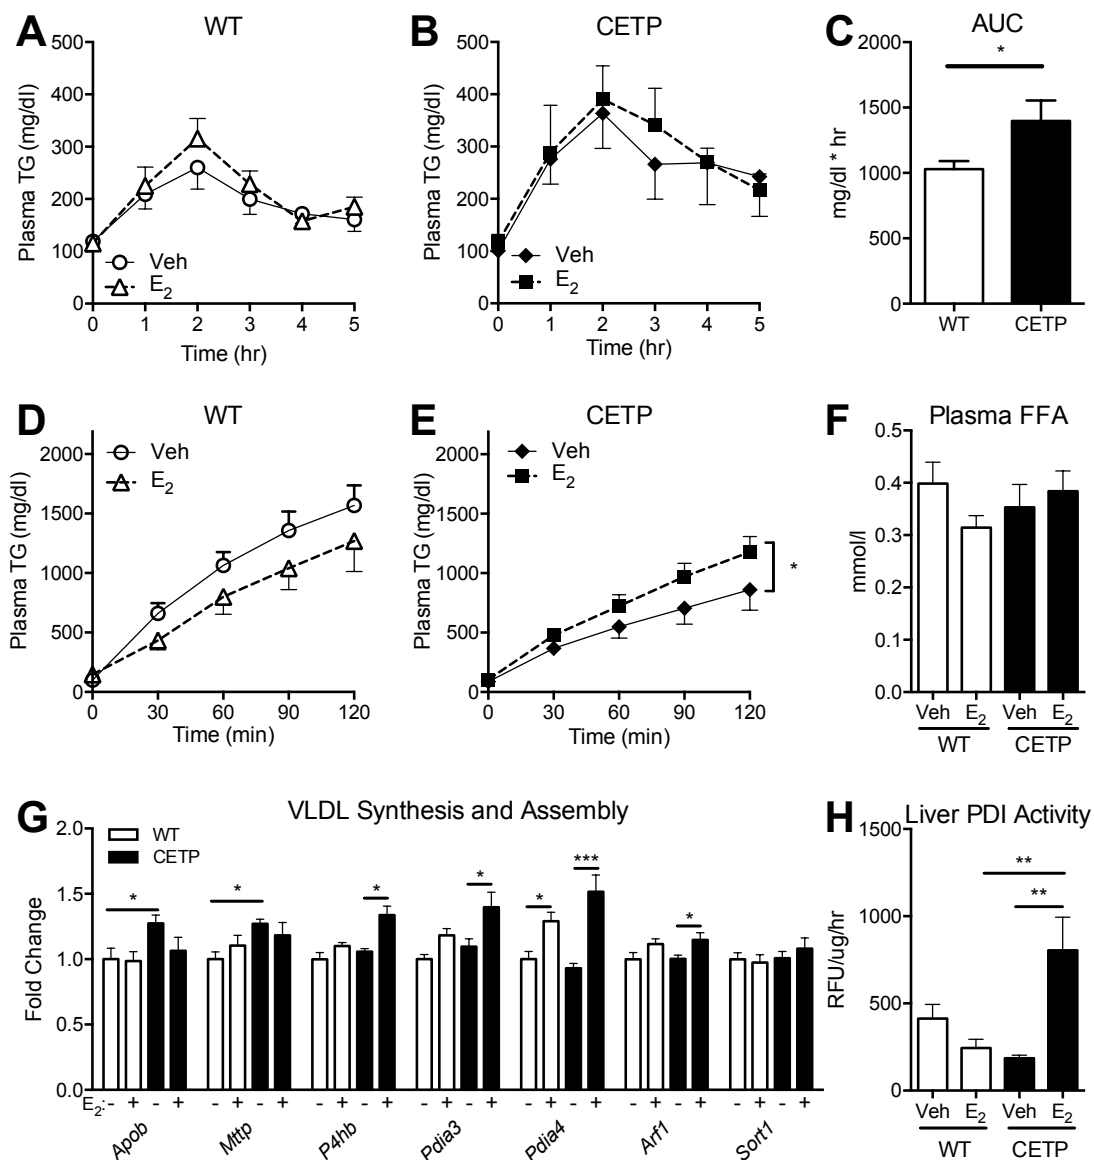 A
WT
Plasma TG (mg/dl)
500
400
300
200
100
0
Veh
E2
0 1 2 3 4 5
Time (hr)
B
CETP
Plasma TG (mg/dl)
500
400
300
200
100
0
Veh
E2
0 1 2 3 4 5
Time (hr)
C
AUC
mg/dl * hr
2000
1500
1000
500
0
*
WT CETP
D
WT
Plasma TG (mg/dl)
2000
1500
1000
500
0
Veh
E2
0 30 60 90 120
Time (min)
E
CETP
Plasma TG (mg/dl)
2000
1500
1000
500
0
Veh
E2
*
0 30 60 90 120
Time (min)
F
Plasma FFA
mmol/l
0.5
0.4
0.3
0.2
0.1
0.0
Veh E2 Veh E2
WT CETP
G
VLDL Synthesis and Assembly
Fold Change
2.0
1.5
1.0
0.5
0.0
WT
CETP
* * * * * *** *
E2: - + - + - + - + - + - + - + - + - + - + - + - + - + - +
Apob Mttp P4hb Pdia3 Pdia4 Arf1 Sort1
H
Liver PDI Activity
RFU/ug/hr
1500
1000
500
0
**
**
Veh E2 Veh E2
WT CETP